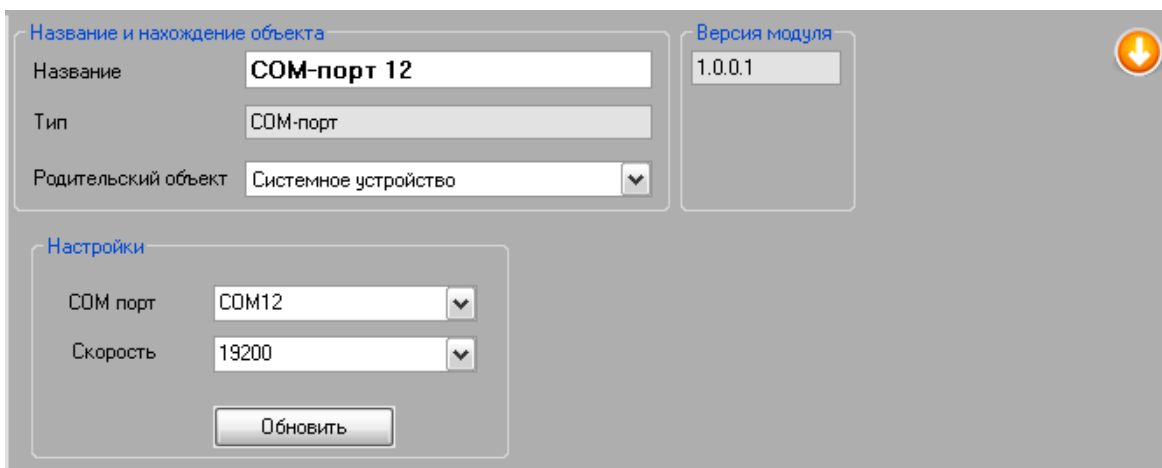 Название и нахождение объекта
Название
COM-порт 12
Тип
COM-порт
Родительский объект
Системное устройство
Версия модуля
1.0.0.1
Настройки
COM порт
COM12
Скорость
19200
Обновить